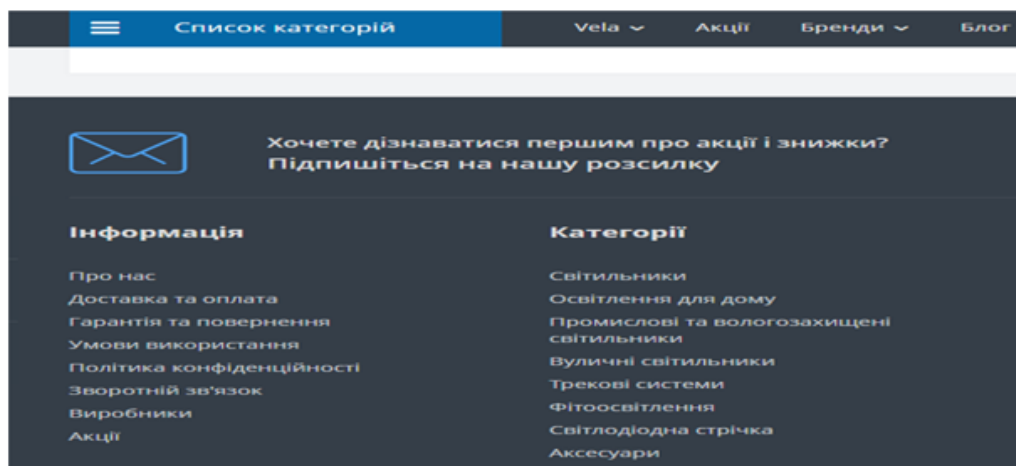 Список категорій Vela Акції Бренди Блог
Хочете дізнаватися першим про акції і знижки?
Підпишіться на нашу розсилку
Інформація
Про нас
Доставка та оплата
Гарантія та повернення
Умови використання
Політика конфіденційності
Зворотній зв'язок
Виробники
Акції
Категорії
Світильники
Освітлення для дому
Промислові та вологозахищені
світильники
Вуличні світильники
Трекові системи
Фітоосвітлення
Світлодіодна стрічка
Аксесуари